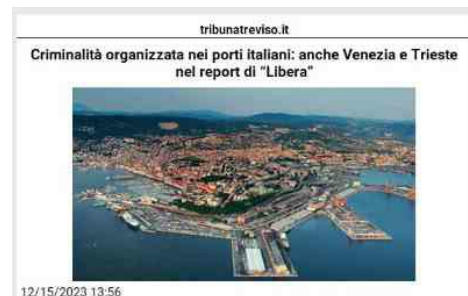 tribunatreviso.it
Criminalità organizzata nei porti italiani: anche Venezia e Trieste
nel report di “Libera”
12/15/2023 13:56